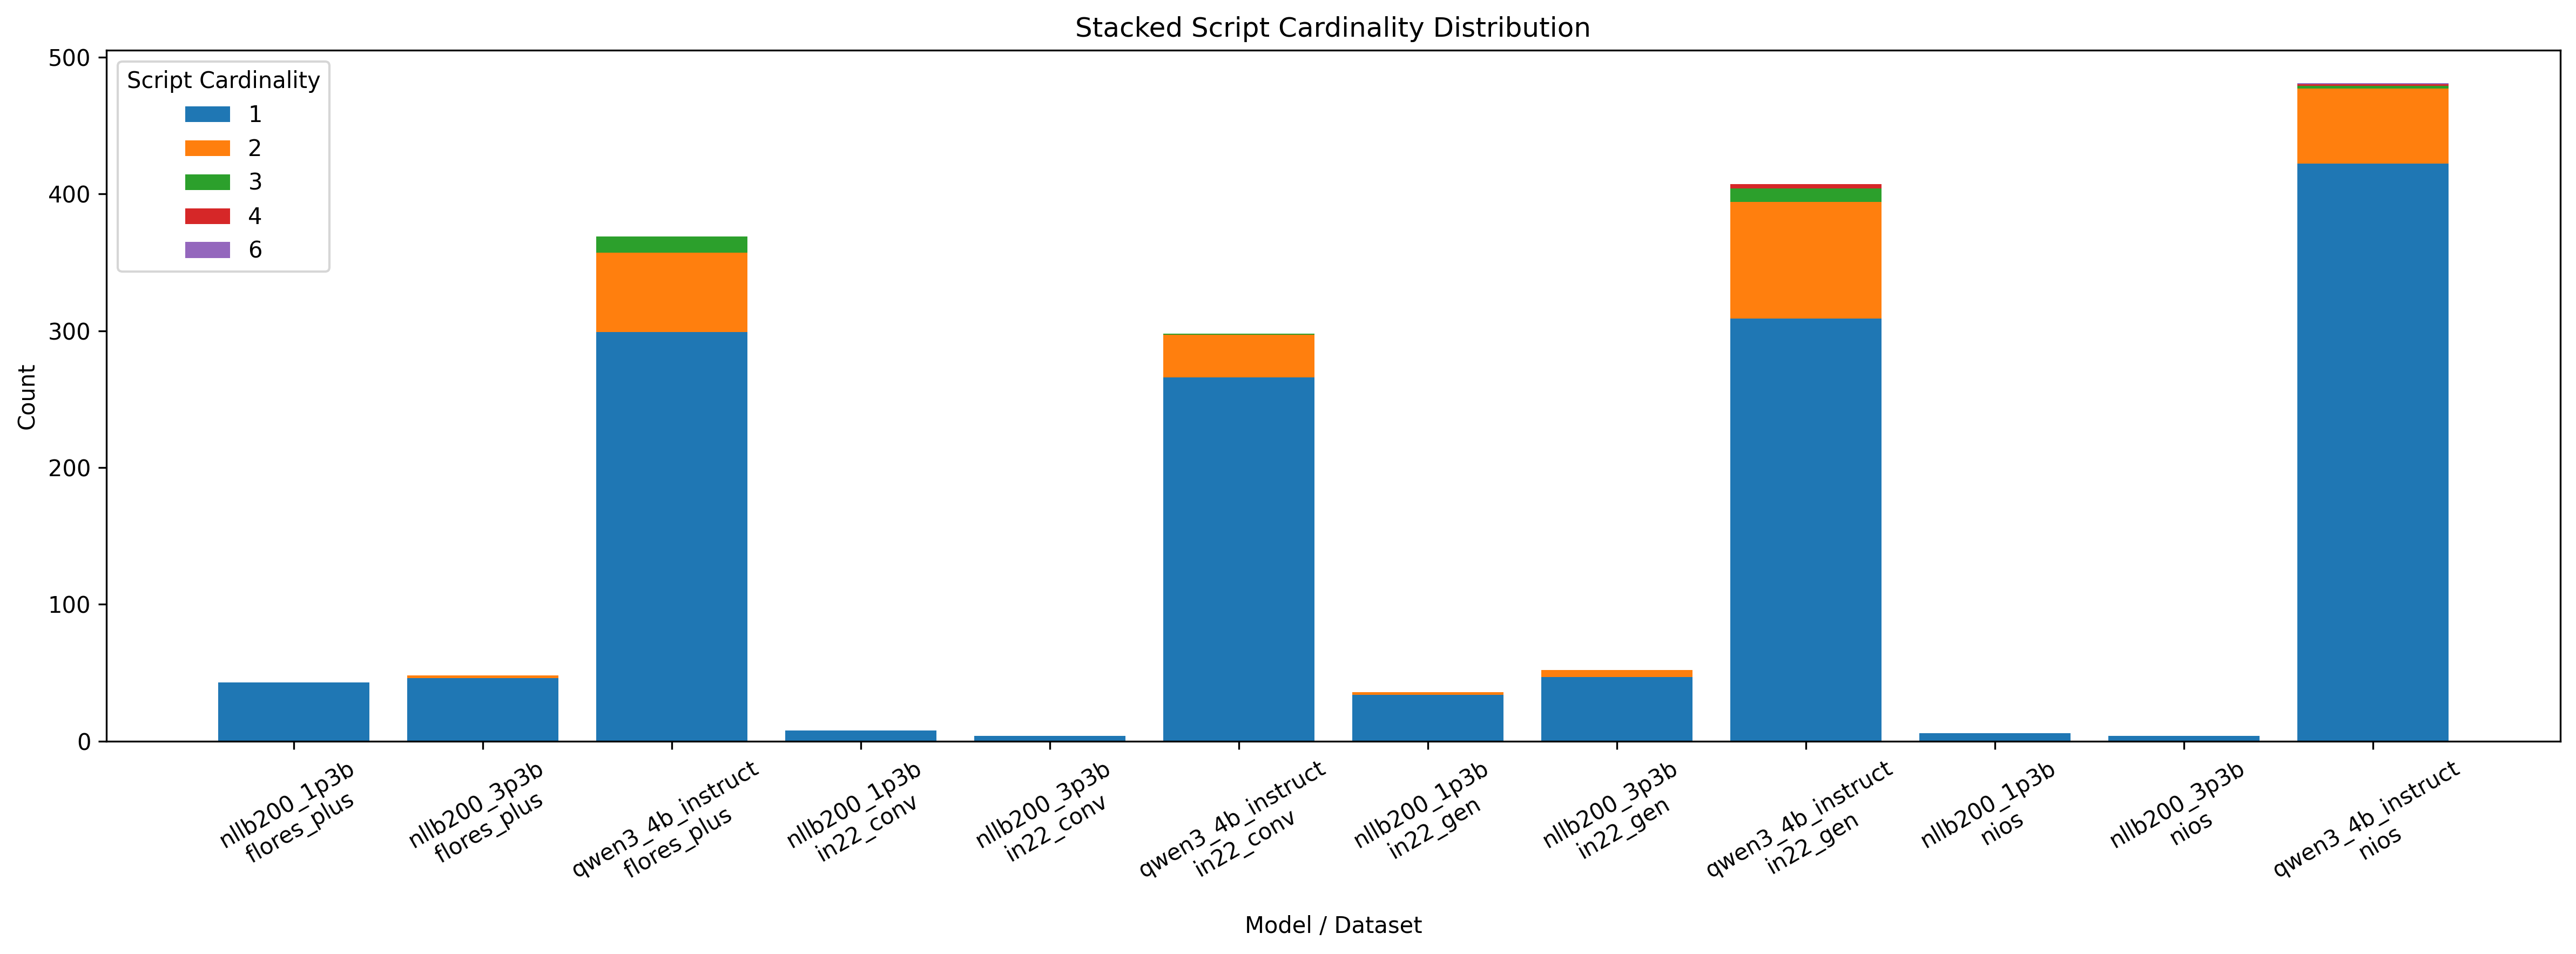 Stacked Script Cardinality Distribution
Script Cardinality
1
2
3
4
6
Count
500
400
300
200
100
0
nllb200_1p3b
flores_plus
nllb200_3p3b
flores_plus
qwen3_4b_instruct
flores_plus
nllb200_1p3b
in22_conv
nllb200_3p3b
in22_conv
qwen3_4b_instruct
in22_conv
nllb200_1p3b
in22_gen
nllb200_3p3b
in22_gen
qwen3_4b_instruct
in22_gen
nllb200_1p3b
nios
nllb200_3p3b
nios
qwen3_4b_instruct
nios
Model / Dataset